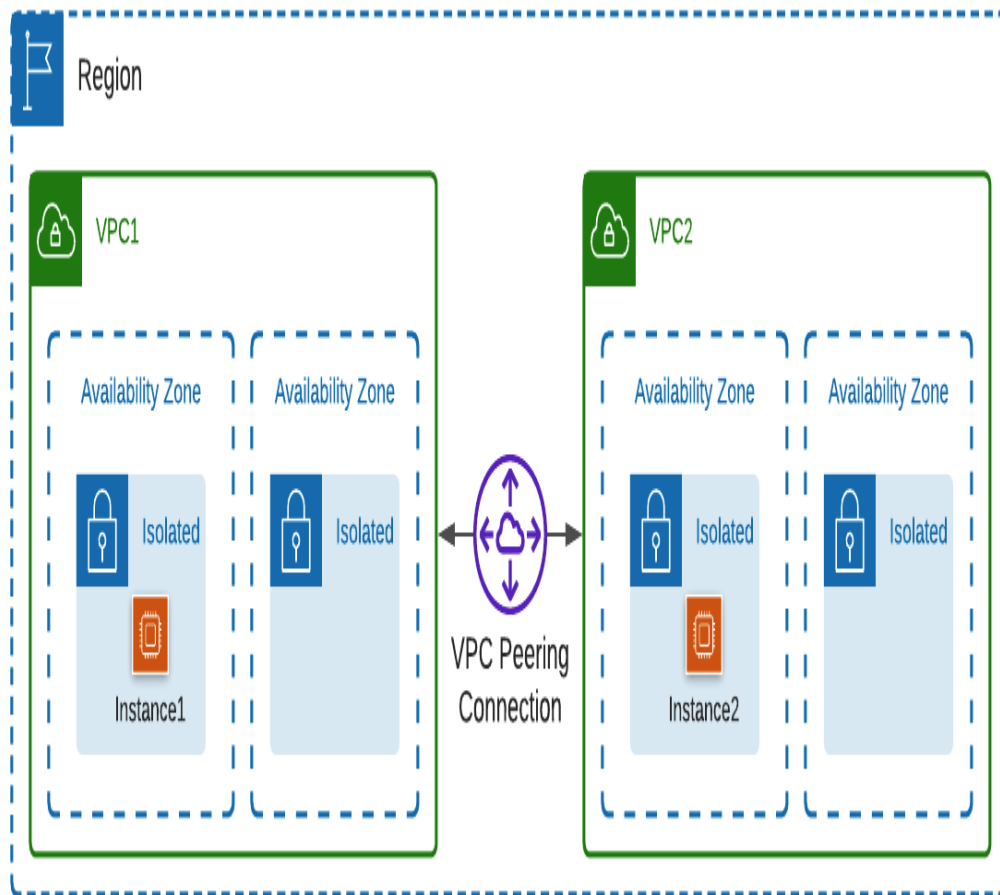 Region
VPC1
VPC2
Availability Zone
Availability Zone
Availability Zone
Availability Zone
Isolated
Isolated
Isolated
Isolated
VPC Peering
Connection
Instance1
Instance2